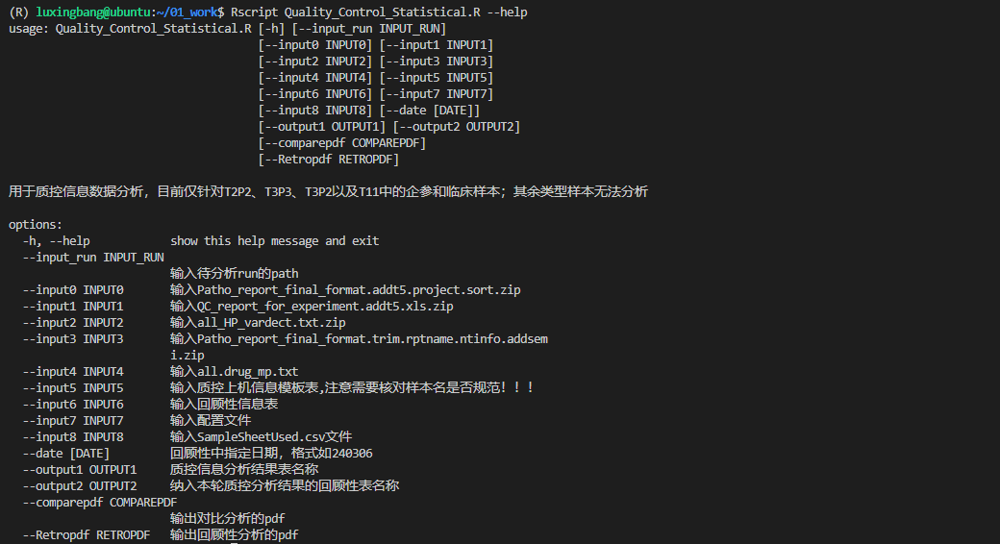 (R) luxingbang@ubuntu:~/01_work$ Rscript Quality_Control_Statistical.R --help
usage: Quality_Control_Statistical.R [-h] [--input_run INPUT_RUN]
[--input0 INPUT0] [--input1 INPUT1]
[--input2 INPUT2] [--input3 INPUT3]
[--input4 INPUT4] [--input5 INPUT5]
[--input6 INPUT6] [--input7 INPUT7]
[--input8 INPUT8] [--date [DATE]]
[--output1 OUTPUT1] [--output2 OUTPUT2]
[--comparepdf COMPAREPDF]
[--Retropdf RETROPDF]
用于质控信息数据分析，目前仅针对T2P2、T3P3、T3P2以及T11中的企参和临床样本；其余类型样本无法分析
options:
-h, --help show this help message and exit
--input_run INPUT_RUN
输入待分析run的path
--input0 INPUT0 输入Patho_report_final_format.addt5.project.sort.zip
--input1 INPUT1 输入QC_report_for_experiment.addt5.xls.zip
--input2 INPUT2 输入all_HP_vardect.txt.zip
--input3 INPUT3 输入Patho_report_final_format.trim.rptname.ntinfo.addsem
i.zip
--input4 INPUT4 输入all.drug_mp.txt
--input5 INPUT5 输入质控上机信息模板表,注意需要核对样本名是否规范！！！
--input6 INPUT6 输入回顾性信息表
--input7 INPUT7 输入配置文件
--input8 INPUT8 输入SampleSheetUsed.csv文件
--date [DATE] 回顾性中指定日期，格式如240306
--output1 OUTPUT1 质控信息分析结果表名称
--output2 OUTPUT2 纳入本轮质控分析结果的回顾性表名称
--comparepdf COMPAREPDF
输出对比分析的pdf
--Retropdf RETROPDF 输出回顾性分析的pdf